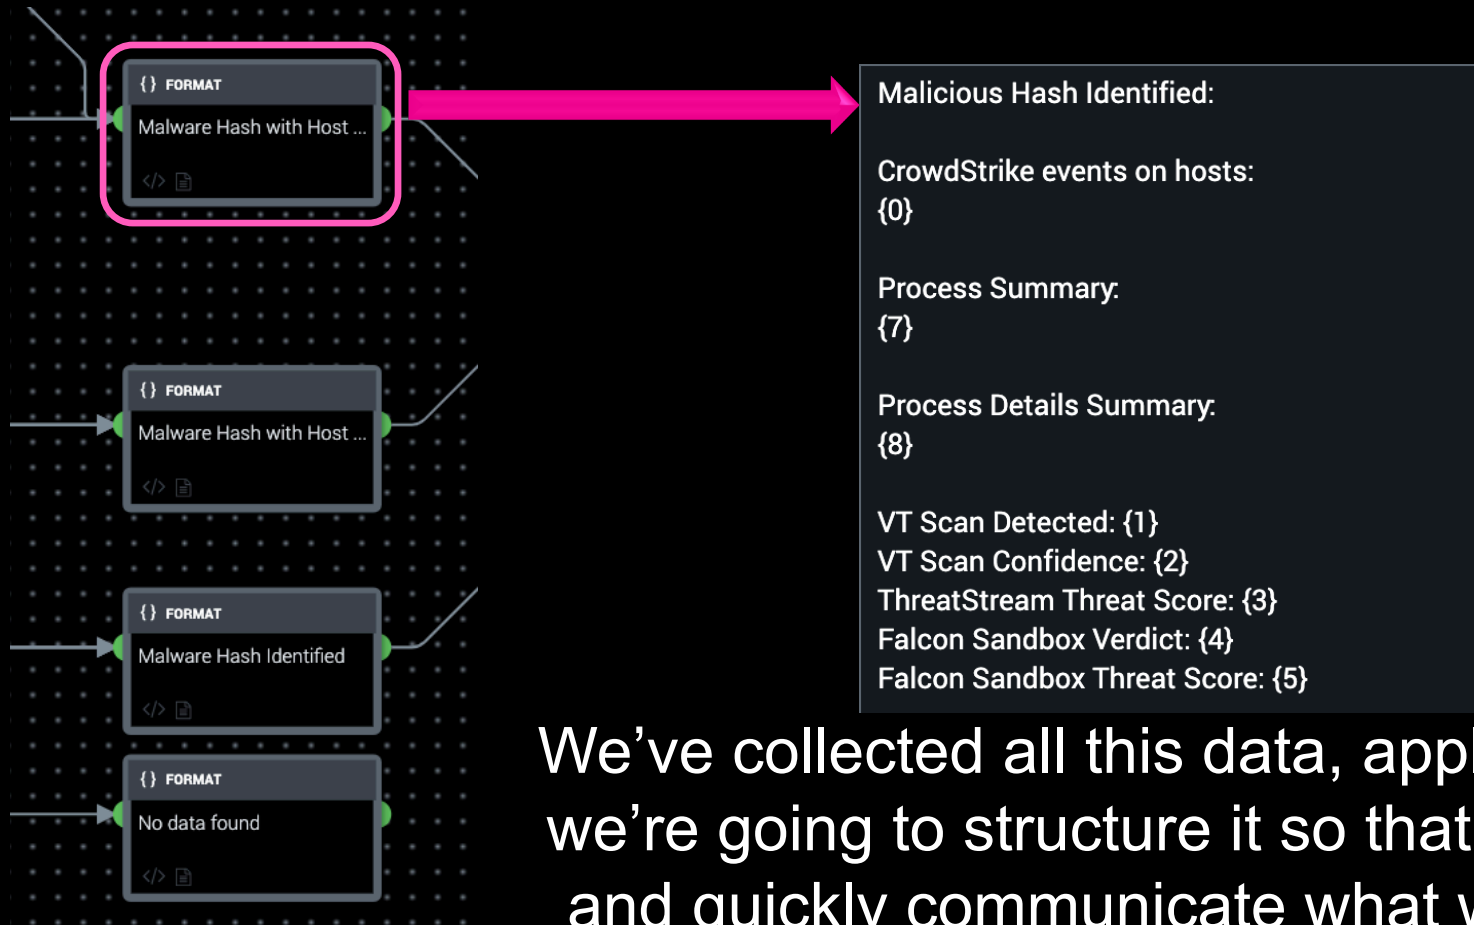 {} FORMAT
Malware Hash with Host ...
{} FORMAT
Malware Hash with Host ...
{} FORMAT
Malware Hash Identified
{} FORMAT
No data found
Malicious Hash Identified:
CrowdStrike events on hosts:
{0}
Process Summary:
{7}
Process Details Summary:
{8}
VT Scan Detected: {1}
VT Scan Confidence: {2}
ThreatStream Threat Score: {3}
Falcon Sandbox Verdict: {4}
Falcon Sandbox Threat Score: {5}
We’ve collected all this data, app
we’re going to structure it so that
and quickly communicate what